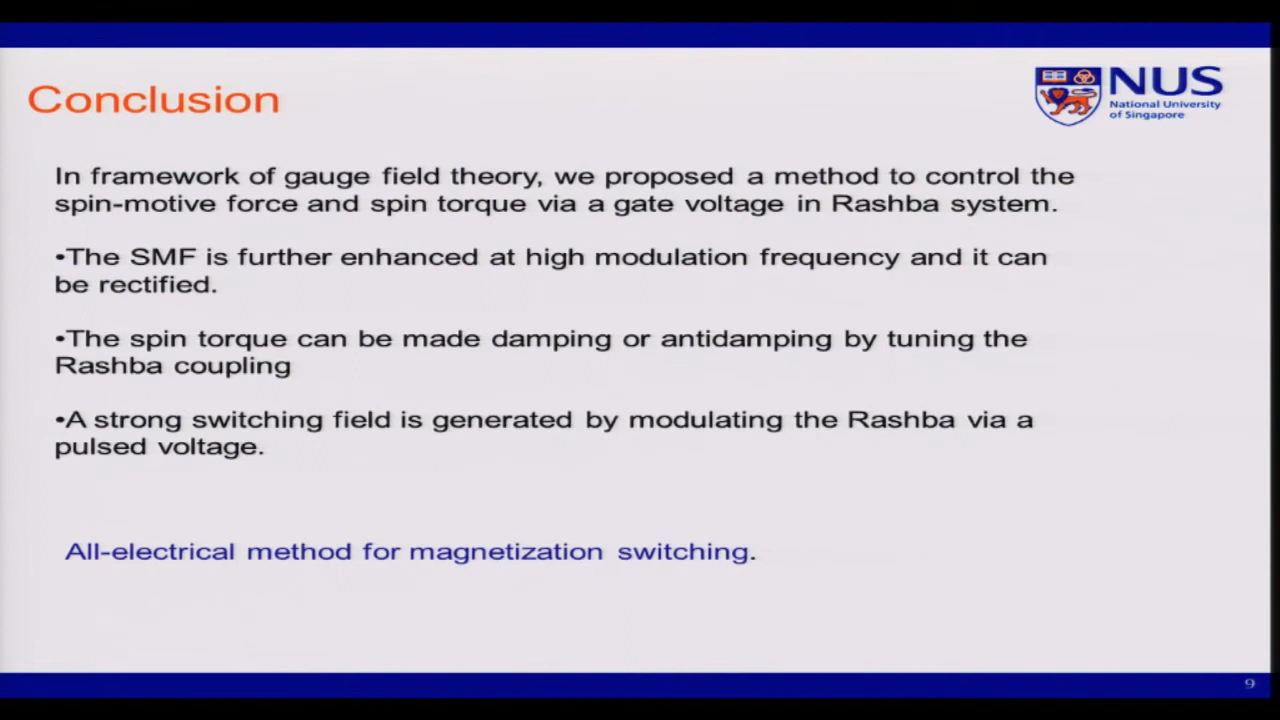 Conclusion
NUS
National University
of Singapore
In framework of gauge field theory, we proposed a method to control the
spin-motive force and spin torque via a gate voltage in Rashba system.
•The SMF is further enhanced at high modulation frequency and it can
be rectified.
•The spin torque can be made damping or antidamping by tuning the
Rashba coupling
•A strong switching field is generated by modulating the Rashba via a
pulsed voltage.
All-electrical method for magnetization switching.
9